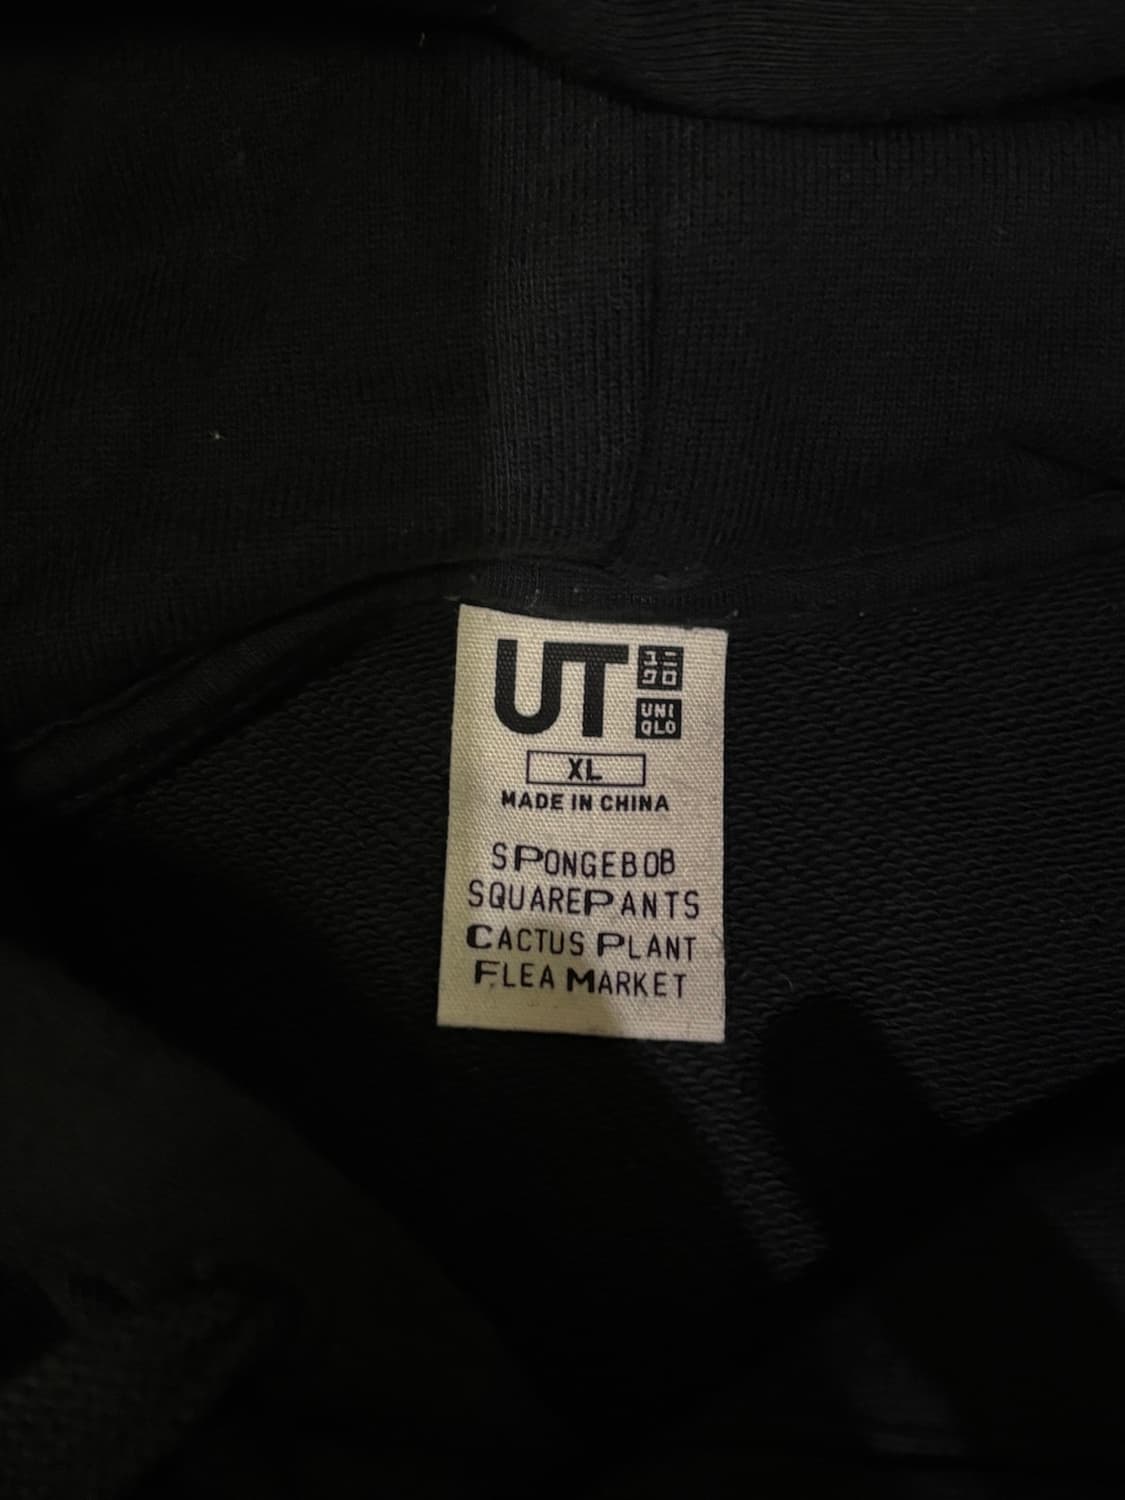 UT
ユニ
クロ
UNI
QLO
XL
MADE IN CHINA
SPONGEBOB
SQUAREPANTS
CACTUS PLANT
FLEA MARKET